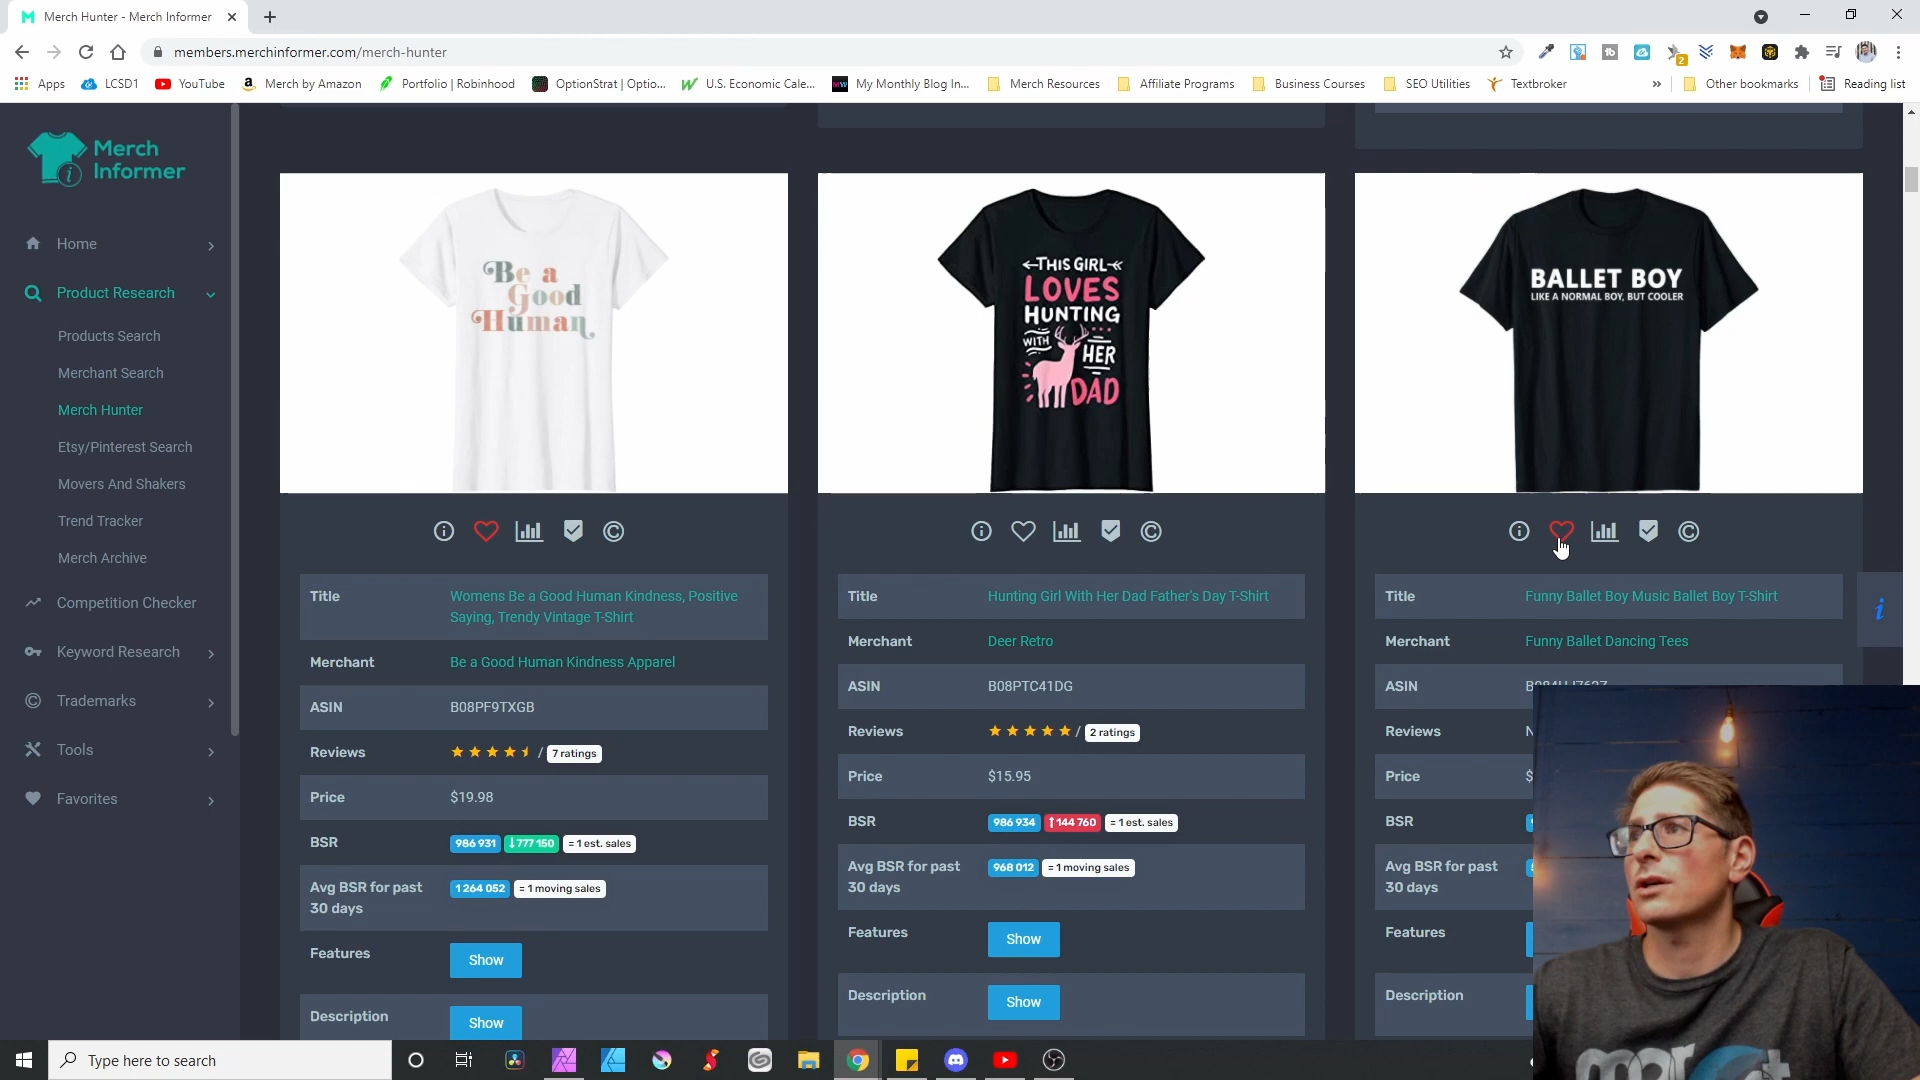 Merch Hunter - Merch Informer
members.merchinformer.com/merch-hunter
Apps
LCSD1
YouTube
Merch by Amazon
Portfolio | Robinhood
OptionStrat | Optio...
U.S. Economic Cale...
My Monthly Blog In...
Merch Resources
Affiliate Programs
Business Courses
SEO Utilities
Textbroker
Other bookmarks
Reading list
Merch
Informer
Home
Product Research
Products Search
Merchant Search
Merch Hunter
Etsy/Pinterest Search
Movers And Shakers
Trend Tracker
Merch Archive
Competition Checker
Keyword Research
Trademarks
Tools
Favorites
Be a
Good
Human
Title Womens Be a Good Human Kindness, Positive
Saying, Trendy Vintage T-Shirt
Merchant Be a Good Human Kindness Apparel
ASIN B08PF9TXGB
Reviews / 7 ratings
Price $19.98
BSR 986 931 777 150 = 1 est. sales
Avg BSR for past 1 264 052 = 1 moving sales
30 days
Features Show
Description Show
THIS GIRL
LOVES
HUNTING
WITH
HER
DAD
Title Hunting Girl With Her Dad Father's Day T-Shirt
Merchant Deer Retro
ASIN B08PTC41DG
Reviews / 2 ratings
Price $15.95
BSR 986 934 144 760 = 1 est. sales
Avg BSR for past 968 012 = 1 moving sales
30 days
Features Show
Description Show
BALLET BOY
LIKE A NORMAL BOY, BUT COOLER
Title Funny Ballet Boy Music Ballet Boy T-Shirt
Merchant Funny Ballet Dancing Tees
ASIN
Reviews
Price $
BSR
Avg BSR for past
30 days
Features
Description
Type here to search